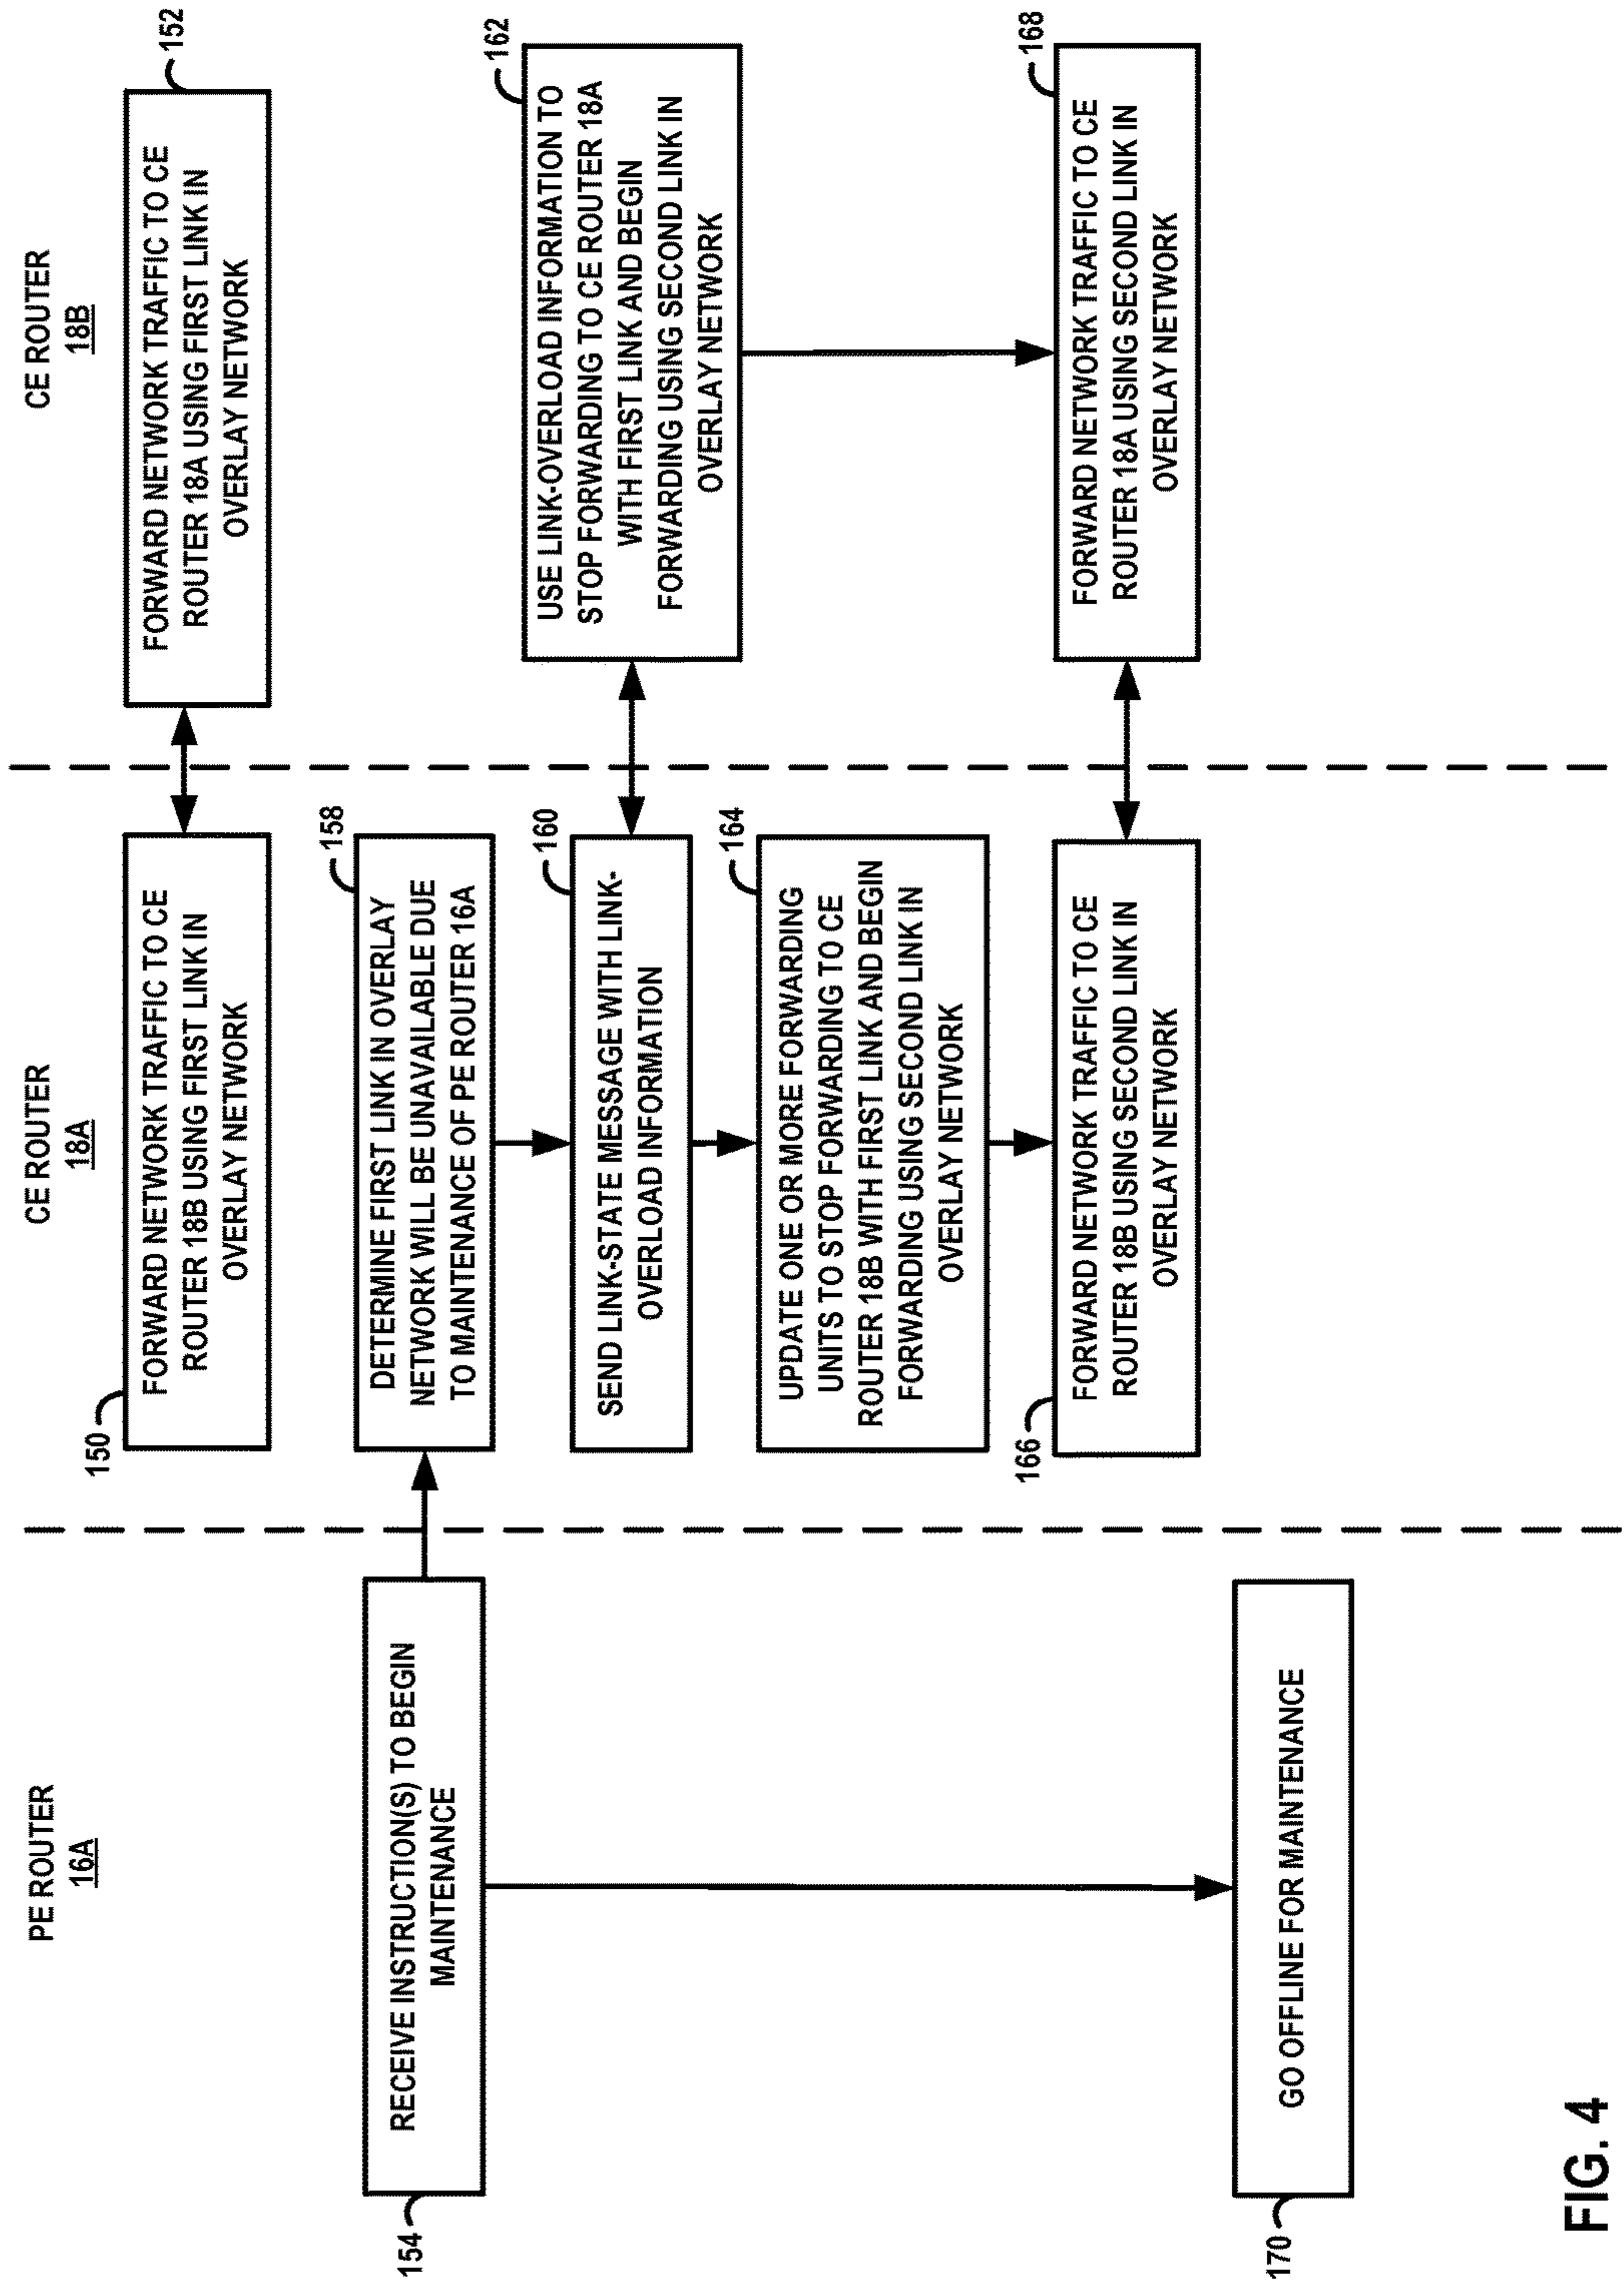 PE ROUTER
16A
CE ROUTER
18A
CE ROUTER
18B
150
FORWARD NETWORK TRAFFIC TO CE
ROUTER 18B USING FIRST LINK IN
OVERLAY NETWORK
152
FORWARD NETWORK TRAFFIC TO CE
ROUTER 18A USING FIRST LINK IN
OVERLAY NETWORK
154
RECEIVE INSTRUCTION(S) TO BEGIN
MAINTENANCE
158
DETERMINE FIRST LINK IN OVERLAY
NETWORK WILL BE UNAVAILABLE DUE
TO MAINTENANCE OF PE ROUTER 16A
160
SEND LINK-STATE MESSAGE WITH LINK-
OVERLOAD INFORMATION
162
USE LINK-OVERLOAD INFORMATION TO
STOP FORWARDING TO CE ROUTER 18A
WITH FIRST LINK AND BEGIN
FORWARDING USING SECOND LINK IN
OVERLAY NETWORK
164
UPDATE ONE OR MORE FORWARDING
UNITS TO STOP FORWARDING TO CE
ROUTER 18B WITH FIRST LINK AND BEGIN
FORWARDING USING SECOND LINK IN
OVERLAY NETWORK
166
FORWARD NETWORK TRAFFIC TO CE
ROUTER 18B USING SECOND LINK IN
OVERLAY NETWORK
168
FORWARD NETWORK TRAFFIC TO CE
ROUTER 18A USING SECOND LINK IN
OVERLAY NETWORK
170
GO OFFLINE FOR MAINTENANCE
FIG. 4